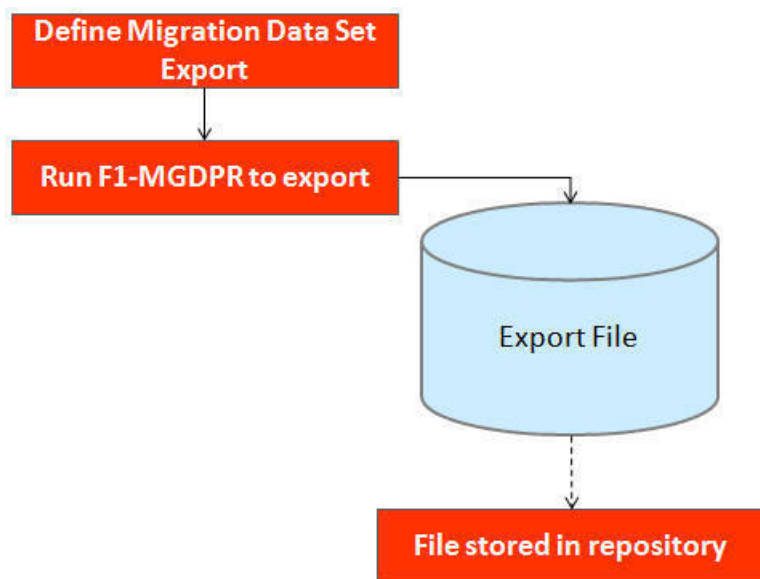 Define Migration Data Set
Export
Run F1-MGDPR to export
Export File
File stored in repository